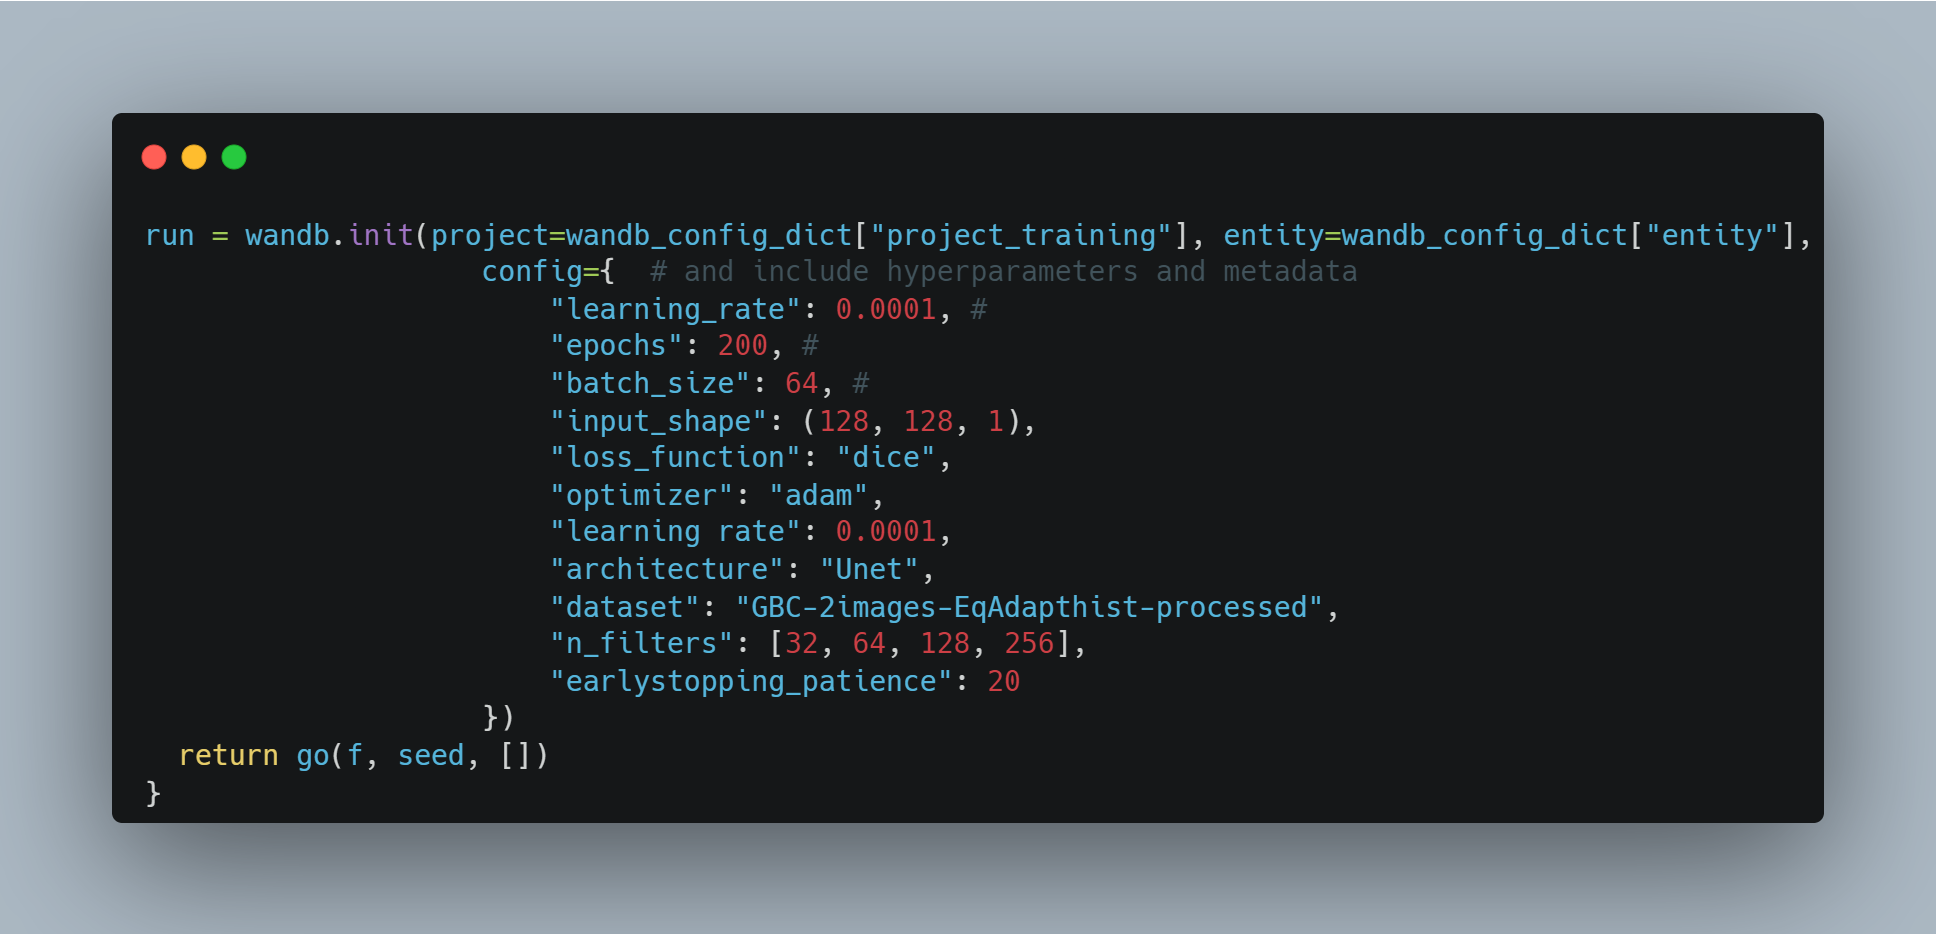 run = wandb.init(project=wandb_config_dict["project_training"], entity=wandb_config_dict["entity"],
                    config={  # and include hyperparameters and metadata
                        "learning_rate": 0.0001, #
                        "epochs": 200, #
                        "batch_size": 64, #
                        "input_shape": (128, 128, 1),
                        "loss_function": "dice",
                        "optimizer": "adam",
                        "learning rate": 0.0001,
                        "architecture": "Unet",
                        "dataset": "GBC-2images-EqAdapthist-processed",
                        "n_filters": [32, 64, 128, 256],
                        "earlystopping_patience": 20
                    })
  return go(f, seed, [])
}